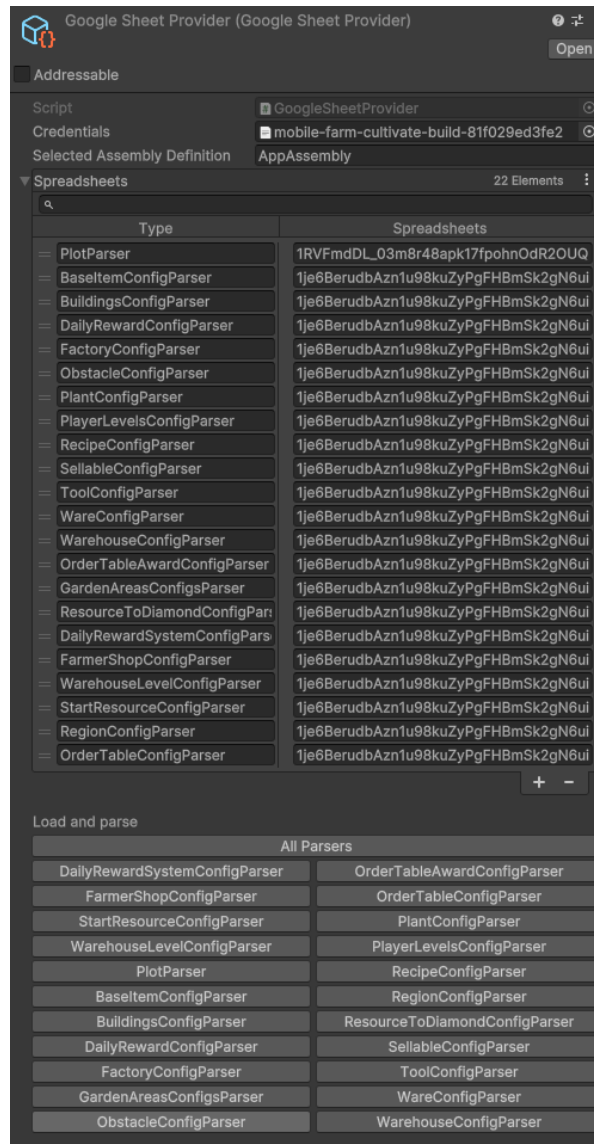 Google Sheet Provider (Google Sheet Provider)
Open
Addressable
Script GoogleSheetProvider
Credentials mobile-farm-cultivate-build-81f029ed3fe2
Selected Assembly Definition AppAssembly
Spreadsheets 22 Elements
Type Spreadsheets
PlotParser 1RVFmdDL_03m8r48apk17fpohnOdR2OUQ
BaseItemConfigParser 1je6BerudbAzn1u98kuZyPgFHBmSk2gN6ui
BuildingsConfigParser 1je6BerudbAzn1u98kuZyPgFHBmSk2gN6ui
DailyRewardConfigParser 1je6BerudbAzn1u98kuZyPgFHBmSk2gN6ui
FactoryConfigParser 1je6BerudbAzn1u98kuZyPgFHBmSk2gN6ui
ObstacleConfigParser 1je6BerudbAzn1u98kuZyPgFHBmSk2gN6ui
PlantConfigParser 1je6BerudbAzn1u98kuZyPgFHBmSk2gN6ui
PlayerLevelsConfigParser 1je6BerudbAzn1u98kuZyPgFHBmSk2gN6ui
RecipeConfigParser 1je6BerudbAzn1u98kuZyPgFHBmSk2gN6ui
SellableConfigParser 1je6BerudbAzn1u98kuZyPgFHBmSk2gN6ui
ToolConfigParser 1je6BerudbAzn1u98kuZyPgFHBmSk2gN6ui
WareConfigParser 1je6BerudbAzn1u98kuZyPgFHBmSk2gN6ui
WarehouseConfigParser 1je6BerudbAzn1u98kuZyPgFHBmSk2gN6ui
OrderTableAwardConfigParser 1je6BerudbAzn1u98kuZyPgFHBmSk2gN6ui
GardenAreasConfigsParser 1je6BerudbAzn1u98kuZyPgFHBmSk2gN6ui
ResourceToDiamondConfigPars 1je6BerudbAzn1u98kuZyPgFHBmSk2gN6ui
DailyRewardSystemConfigParse 1je6BerudbAzn1u98kuZyPgFHBmSk2gN6ui
FarmerShopConfigParser 1je6BerudbAzn1u98kuZyPgFHBmSk2gN6ui
WarehouseLevelConfigParser 1je6BerudbAzn1u98kuZyPgFHBmSk2gN6ui
StartResourceConfigParser 1je6BerudbAzn1u98kuZyPgFHBmSk2gN6ui
RegionConfigParser 1je6BerudbAzn1u98kuZyPgFHBmSk2gN6ui
OrderTableConfigParser 1je6BerudbAzn1u98kuZyPgFHBmSk2gN6ui
+ −
Load and parse
All Parsers
DailyRewardSystemConfigParser OrderTableAwardConfigParser
FarmerShopConfigParser OrderTableConfigParser
StartResourceConfigParser PlantConfigParser
WarehouseLevelConfigParser PlayerLevelsConfigParser
PlotParser RecipeConfigParser
BaseItemConfigParser RegionConfigParser
BuildingsConfigParser ResourceToDiamondConfigParser
DailyRewardConfigParser SellableConfigParser
FactoryConfigParser ToolConfigParser
GardenAreasConfigsParser WareConfigParser
ObstacleConfigParser WarehouseConfigParser